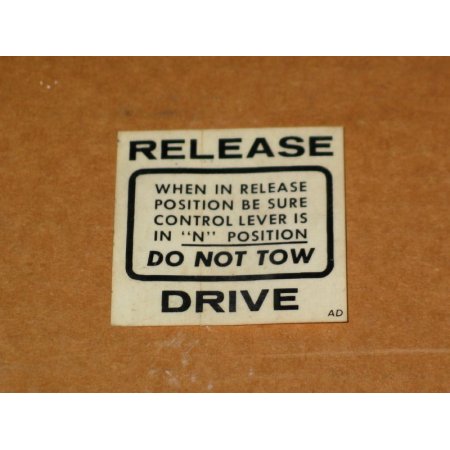 RELEASE
WHEN IN RELEASE
POSITION BE SURE
CONTROL LEVER IS
IN "N" POSITION
DO NOT TOW
DRIVE
AD